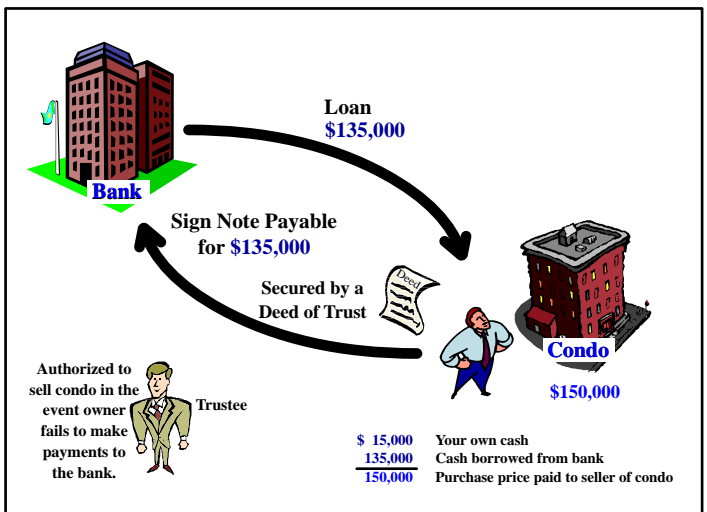 Loan
$135,000
Bank
Sign Note Payable
for $135,000
Deed
Secured by a
Deed of Trust
Condo
$150,000
Authorized to
sell condo in the
event owner
fails to make
payments to
the bank.
Trustee
$ 15,000 Your own cash
135,000 Cash borrowed from bank
150,000 Purchase price paid to seller of condo